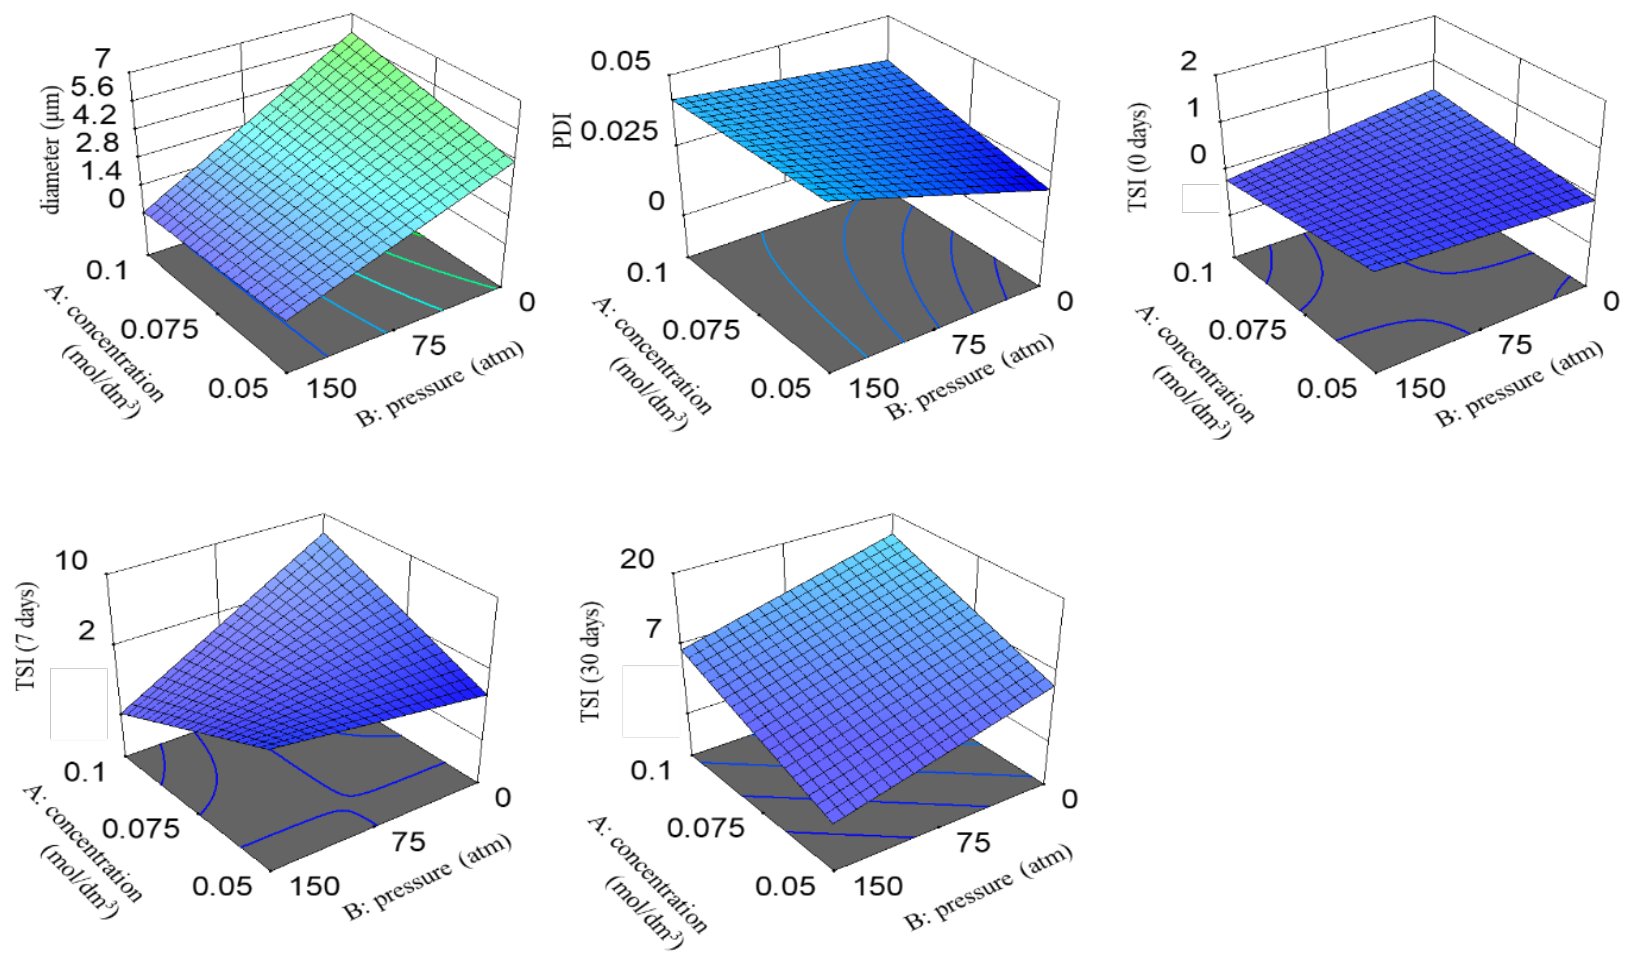 7
5.6
4.2
2.8
1.4
0
diameter (μm)
0.1
0.075
0.05
A: concentration
(mol/dm³)
150
75
0
B: pressure (atm)
0.05
0.025
0
PDI
0.1
0.075
0.05
A: concentration
(mol/dm³)
150
75
0
B: pressure (atm)
2
1
0
TSI (0 days)
0.1
0.075
0.05
A: concentration
(mol/dm³)
150
75
0
B: pressure (atm)
10
2
TSI (7 days)
0.1
0.075
0.05
A: concentration
(mol/dm³)
150
75
0
B: pressure (atm)
20
7
TSI (30 days)
0.1
0.075
0.05
A: concentration
(mol/dm³)
150
75
0
B: pressure (atm)